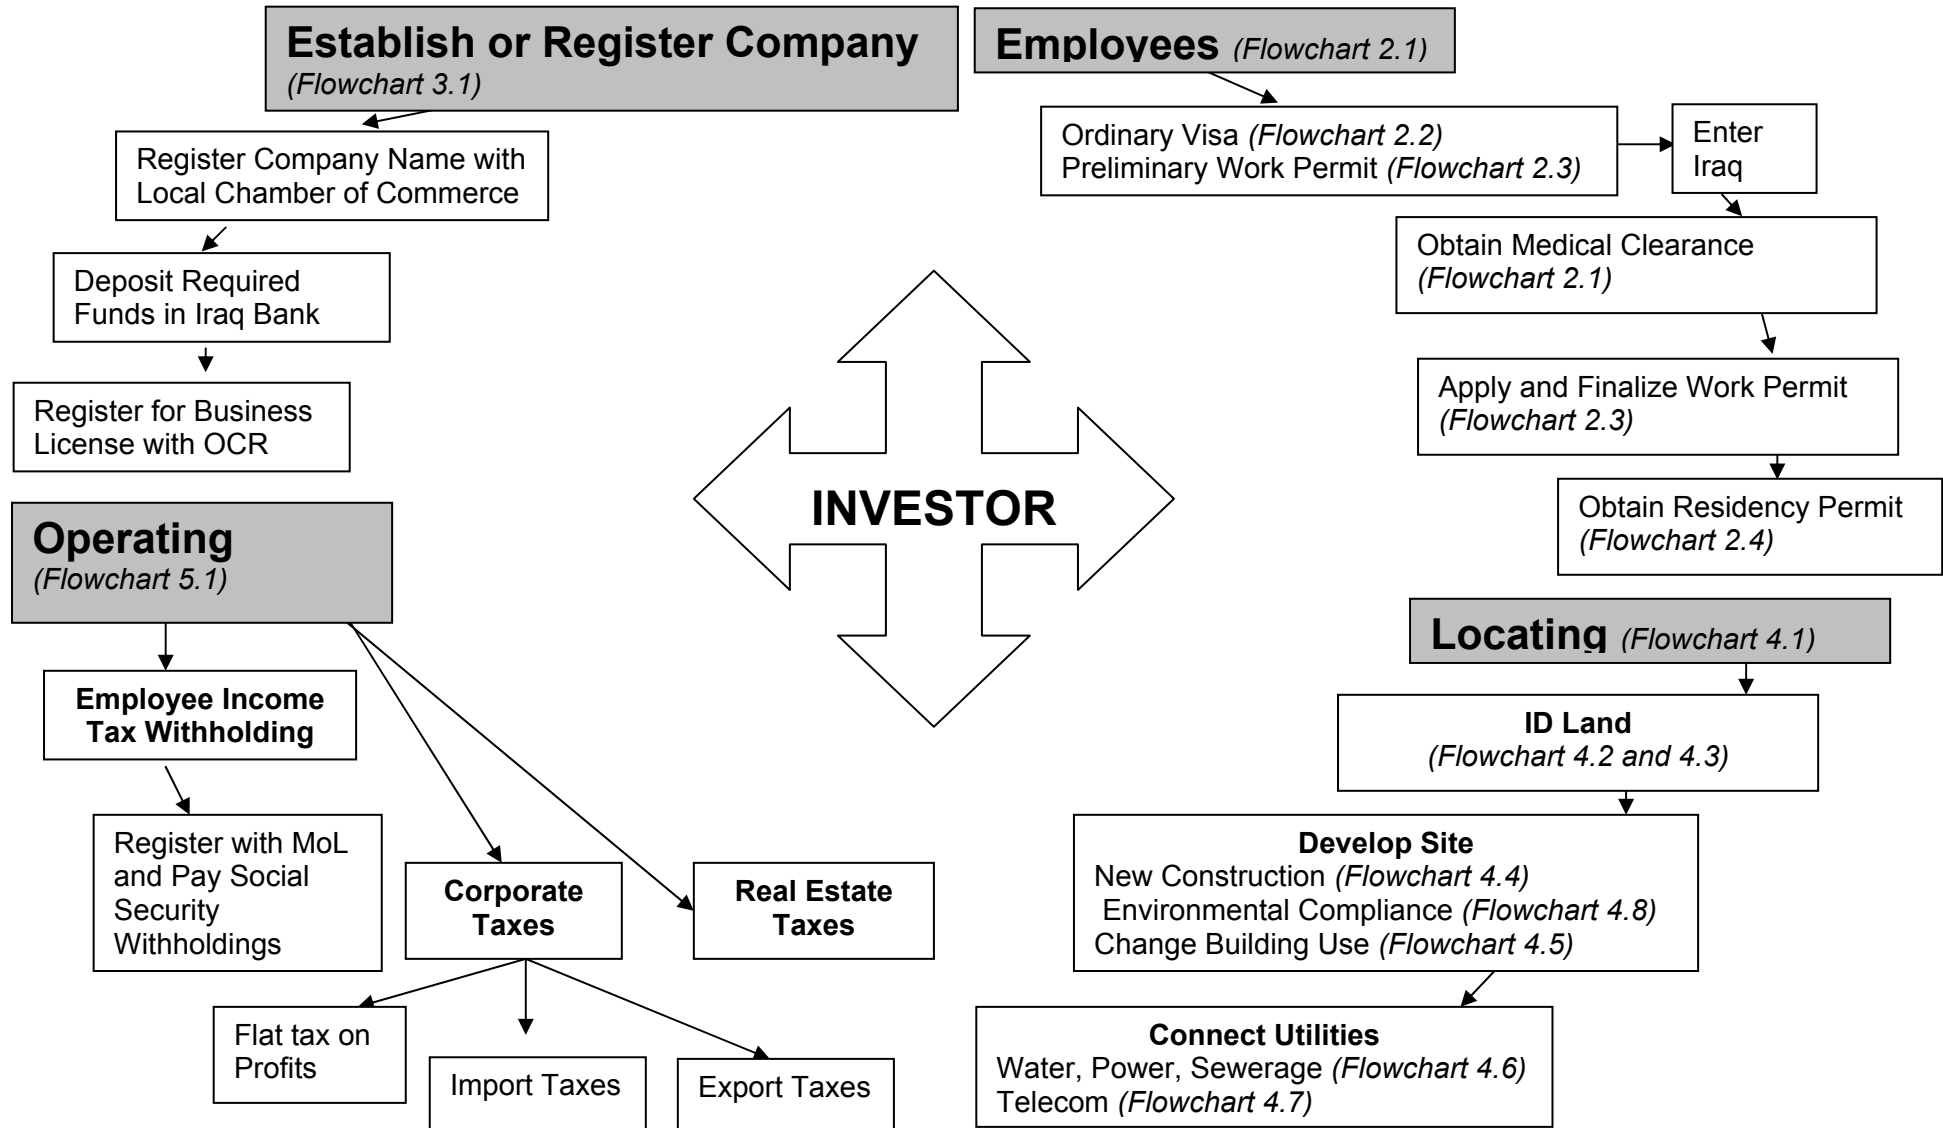 Establish or Register Company
(Flowchart 3.1)
Register Company Name with
Local Chamber of Commerce
Deposit Required
Funds in Iraq Bank
Register for Business
License with OCR
Employees (Flowchart 2.1)
Ordinary Visa (Flowchart 2.2)
Preliminary Work Permit (Flowchart 2.3)
Enter
Iraq
Obtain Medical Clearance
(Flowchart 2.1)
Apply and Finalize Work Permit
(Flowchart 2.3)
Obtain Residency Permit
(Flowchart 2.4)
INVESTOR
Operating
(Flowchart 5.1)
Employee Income
Tax Withholding
Register with MoL
and Pay Social
Security
Withholdings
Corporate
Taxes
Real Estate
Taxes
Flat tax on
Profits
Import Taxes
Export Taxes
Locating (Flowchart 4.1)
ID Land
(Flowchart 4.2 and 4.3)
Develop Site
New Construction (Flowchart 4.4)
Environmental Compliance (Flowchart 4.8)
Change Building Use (Flowchart 4.5)
Connect Utilities
Water, Power, Sewerage (Flowchart 4.6)
Telecom (Flowchart 4.7)